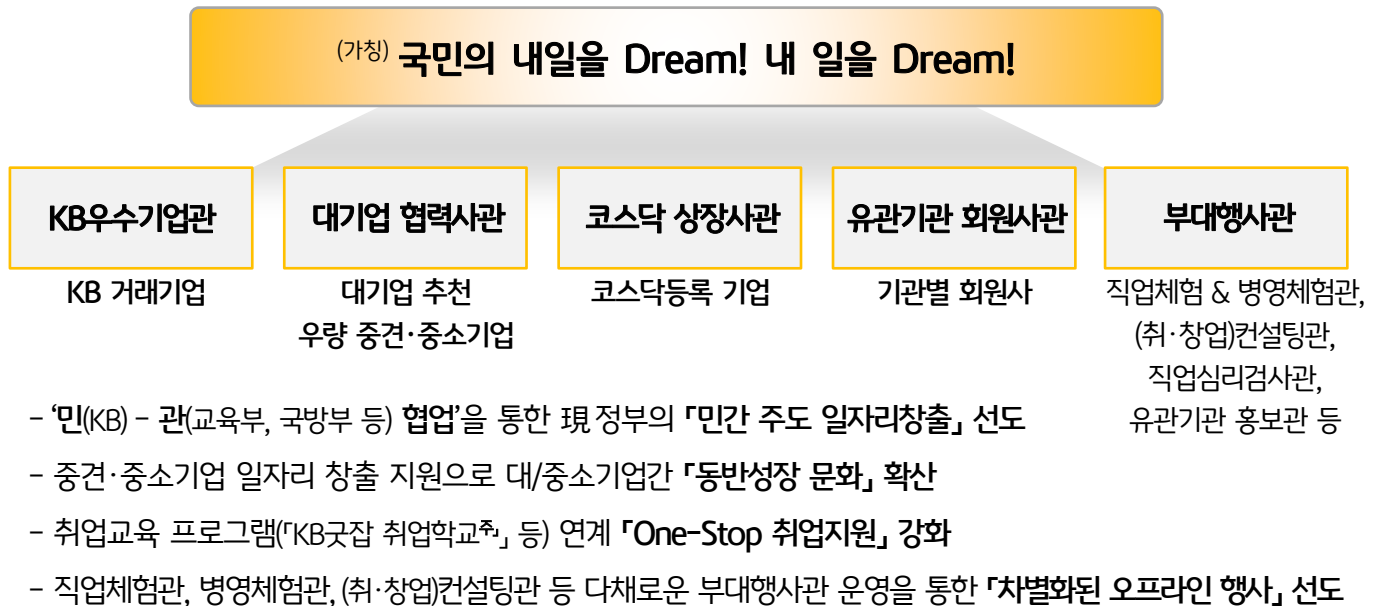 (가칭) 국민의 내일을 Dream! 내 일을 Dream!
KB우수기업관
대기업 협력사관
코스닥 상장사관
유관기관 회원사관
부대행사관
KB 거래기업
대기업 추천
우량 중견·중소기업
코스닥등록 기업
기관별 회원사
직업체험 & 병영체험관,
(취·창업)컨설팅관,
직업심리검사관,
유관기관 홍보관 등
- ‘민(KB) - 관(교육부, 국방부 등) 협업’을 통한 現 정부의 「민간 주도 일자리창출」 선도
- 중견·중소기업 일자리 창출 지원으로 대/중소기업간 「동반성장 문화」 확산
- 취업교육 프로그램(「KB굿잡 취업학교주」 등) 연계 「One-Stop 취업지원」 강화
- 직업체험관, 병영체험관, (취·창업)컨설팅관 등 다채로운 부대행사관 운영을 통한 「차별화된 오프라인 행사」 선도